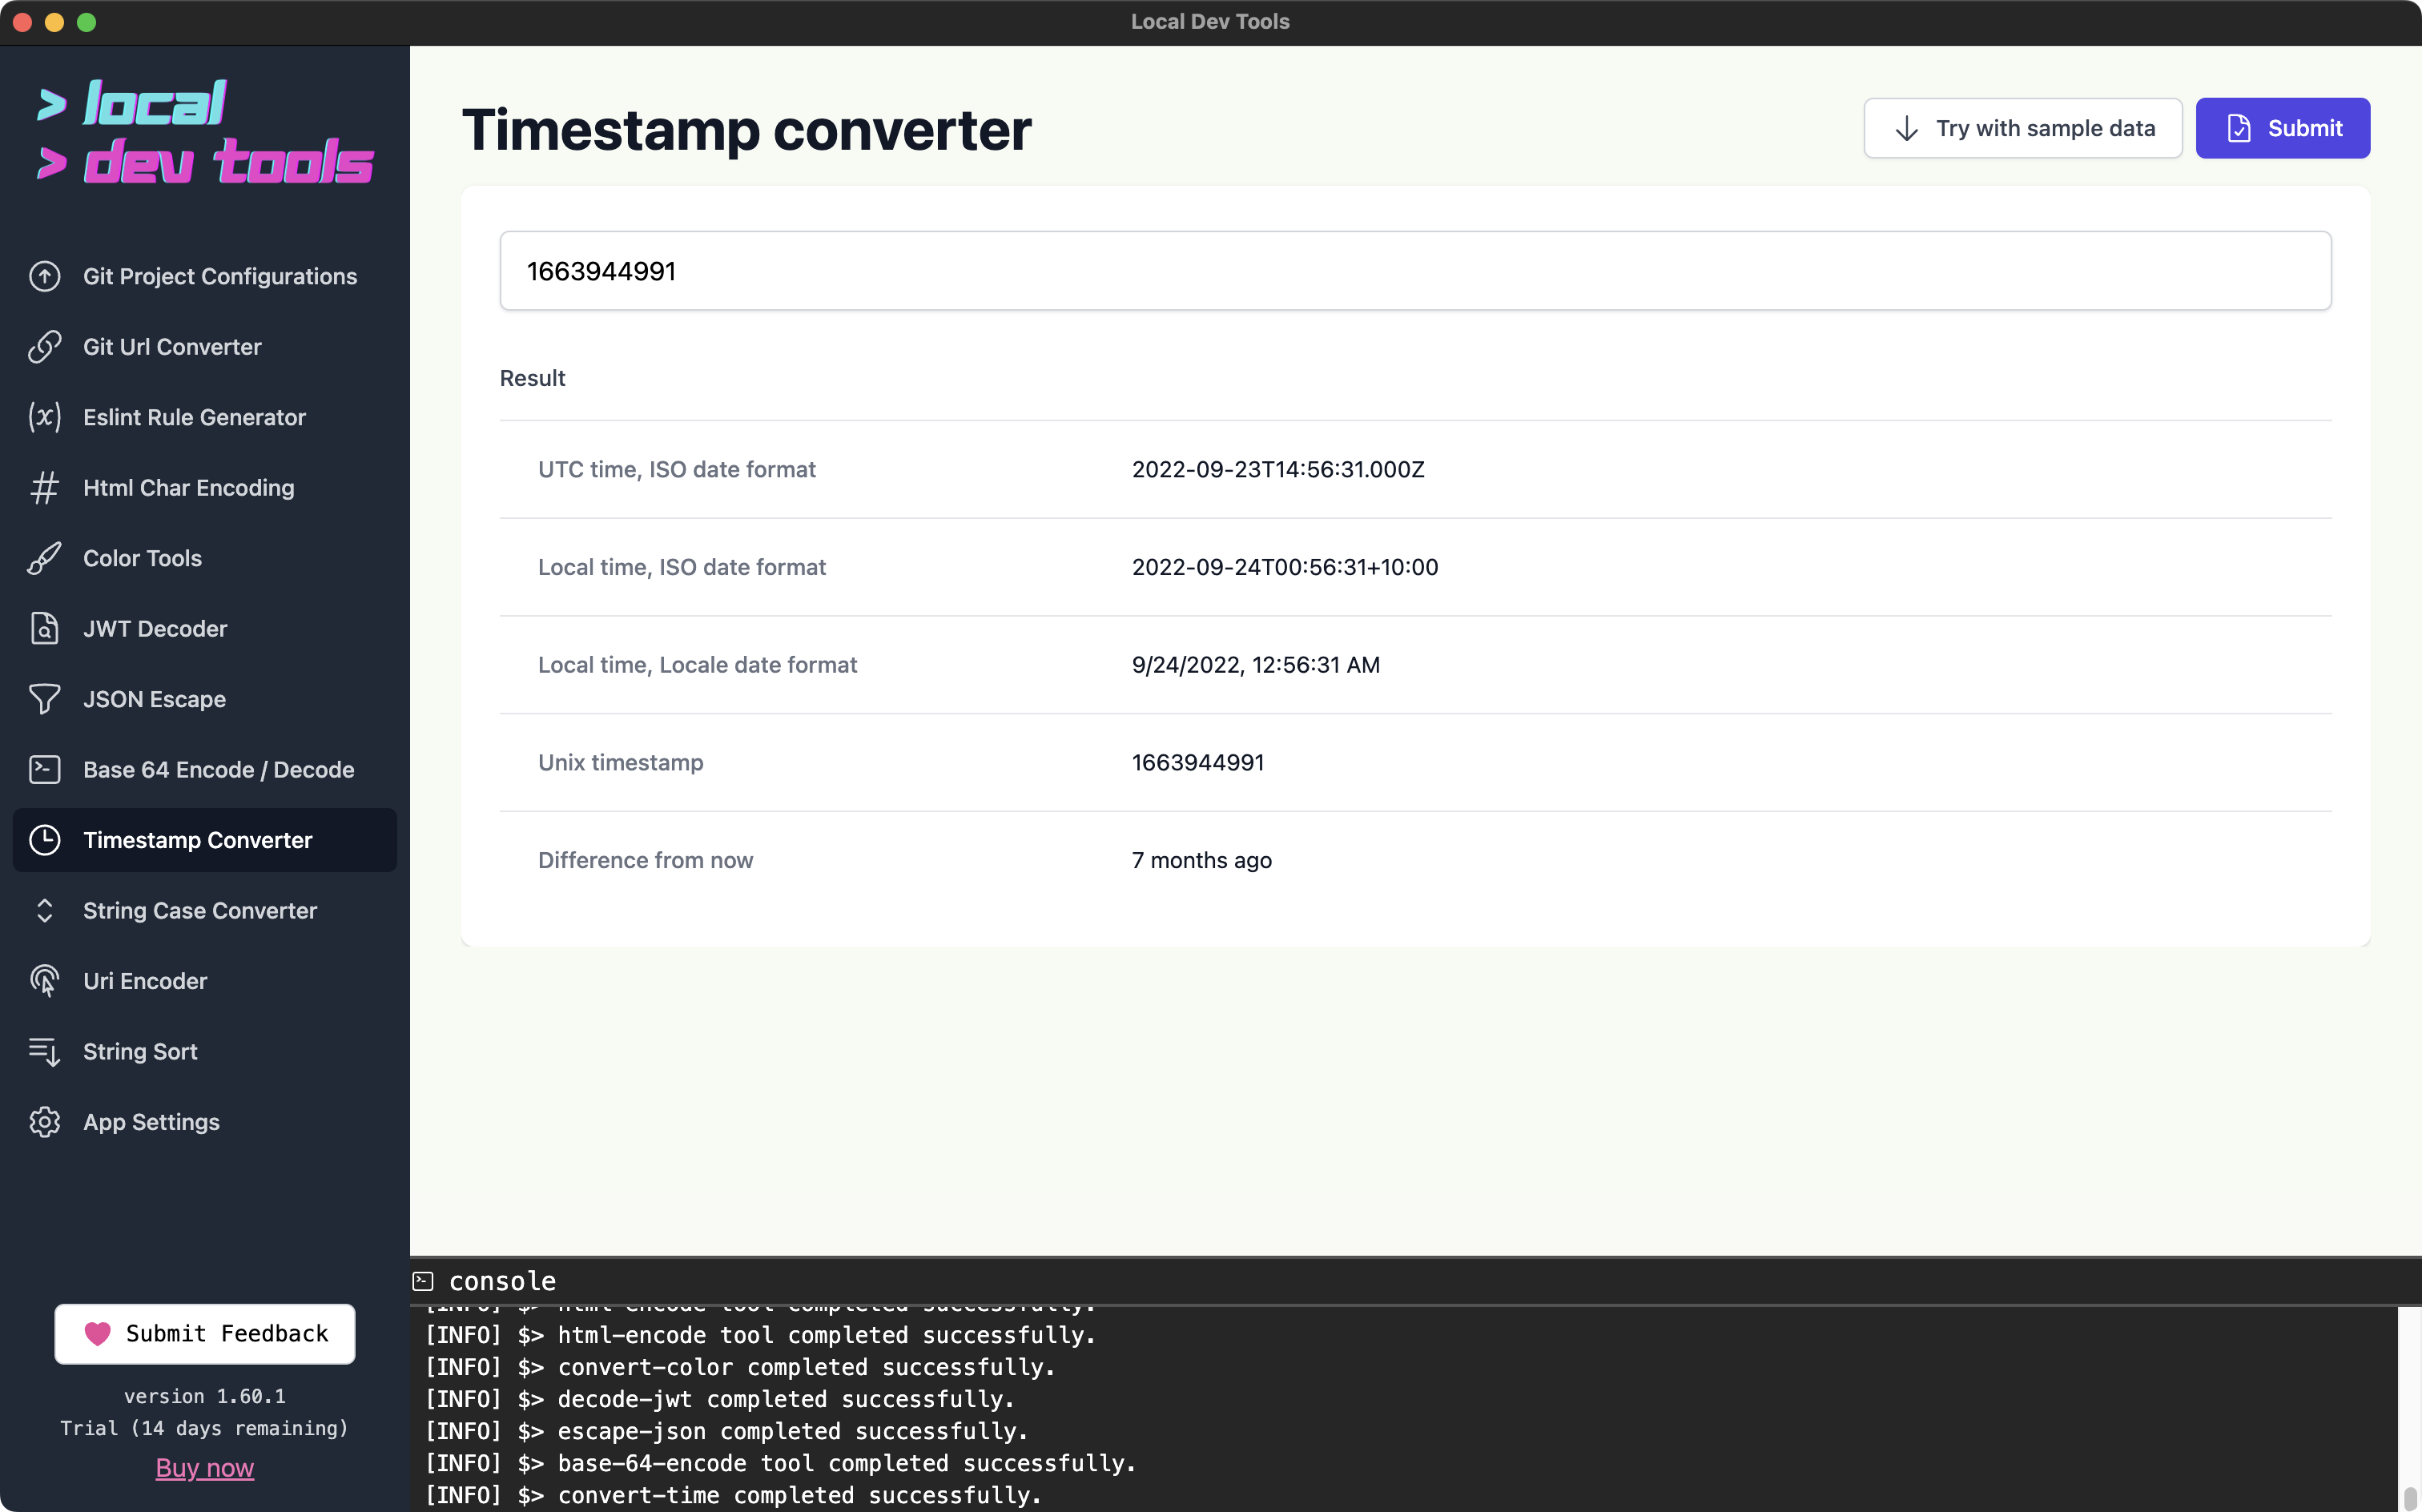 Local Dev Tools
> local
> dev tools
Git Project Configurations
Git Url Converter
Eslint Rule Generator
Html Char Encoding
Color Tools
JWT Decoder
JSON Escape
Base 64 Encode / Decode
Timestamp Converter
String Case Converter
Uri Encoder
String Sort
App Settings
Submit Feedback
version 1.60.1
Trial (14 days remaining)
Buy now
Timestamp converter
Try with sample data
Submit
1663944991
Result
UTC time, ISO date format 2022-09-23T14:56:31.000Z
Local time, ISO date format 2022-09-24T00:56:31+10:00
Local time, Locale date format 9/24/2022, 12:56:31 AM
Unix timestamp 1663944991
Difference from now 7 months ago
console
[INFO] $> html-encode tool completed successfully.
[INFO] $> html-encode tool completed successfully.
[INFO] $> convert-color completed successfully.
[INFO] $> decode-jwt completed successfully.
[INFO] $> escape-json completed successfully.
[INFO] $> base-64-encode tool completed successfully.
[INFO] $> convert-time completed successfully.